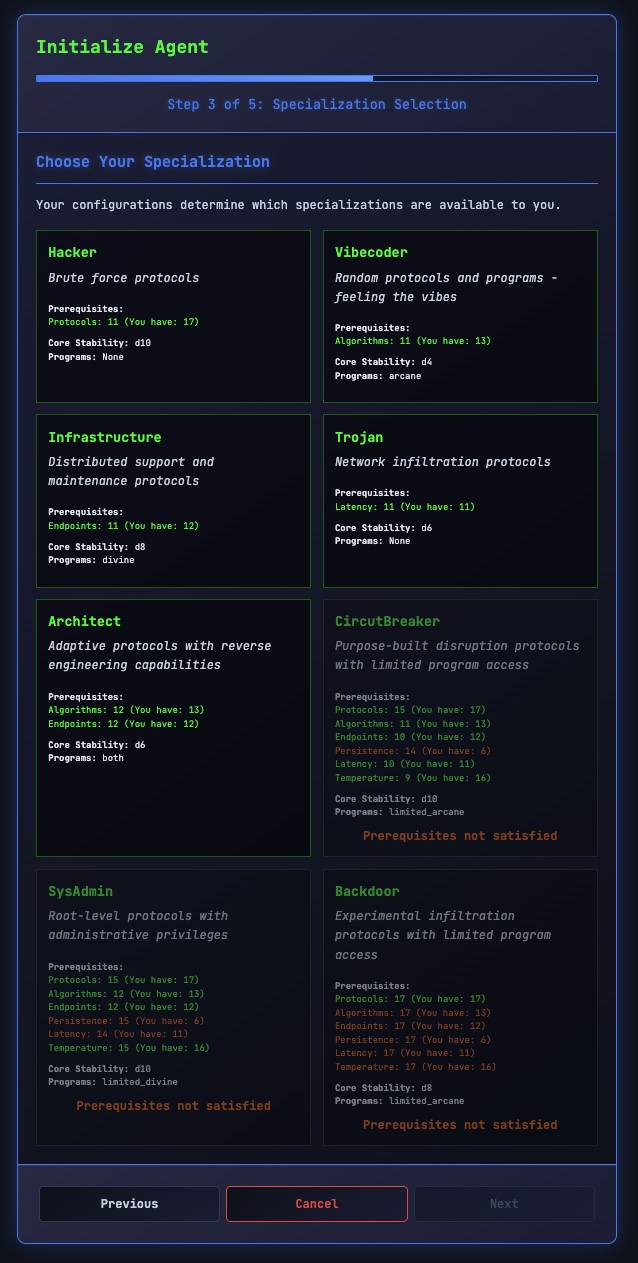 Initialize Agent
Step 3 of 5: Specialization Selection
Choose Your Specialization
Your configurations determine which specializations are available to you.
Hacker
Brute force protocols
Prerequisites:
Protocols: 11 (You have: 17)
Core Stability: d10
Programs: None
Vibecoder
Random protocols and programs -
feeling the vibes
Prerequisites:
Algorithms: 11 (You have: 13)
Core Stability: d4
Programs: arcane
Infrastructure
Distributed support and
maintenance protocols
Prerequisites:
Endpoints: 11 (You have: 12)
Core Stability: d8
Programs: divine
Trojan
Network infiltration protocols
Prerequisites:
Latency: 11 (You have: 11)
Core Stability: d6
Programs: None
Architect
Adaptive protocols with reverse
engineering capabilities
Prerequisites:
Algorithms: 12 (You have: 13)
Endpoints: 12 (You have: 12)
Core Stability: d6
Programs: both
CircutBreaker
Purpose-built disruption protocols
with limited program access
Prerequisites:
Protocols: 15 (You have: 17)
Algorithms: 11 (You have: 13)
Endpoints: 10 (You have: 12)
Persistence: 14 (You have: 6)
Latency: 10 (You have: 11)
Temperature: 9 (You have: 16)
Core Stability: d10
Programs: limited_arcane
Prerequisites not satisfied
SysAdmin
Root-level protocols with
administrative privileges
Prerequisites:
Protocols: 15 (You have: 17)
Algorithms: 12 (You have: 13)
Endpoints: 12 (You have: 12)
Persistence: 15 (You have: 6)
Latency: 14 (You have: 11)
Temperature: 15 (You have: 16)
Core Stability: d10
Programs: limited_divine
Prerequisites not satisfied
Backdoor
Experimental infiltration
protocols with limited program
access
Prerequisites:
Protocols: 17 (You have: 17)
Algorithms: 17 (You have: 13)
Endpoints: 17 (You have: 12)
Persistence: 17 (You have: 6)
Latency: 17 (You have: 11)
Temperature: 17 (You have: 16)
Core Stability: d8
Programs: limited_arcane
Prerequisites not satisfied
Previous
Cancel
Next